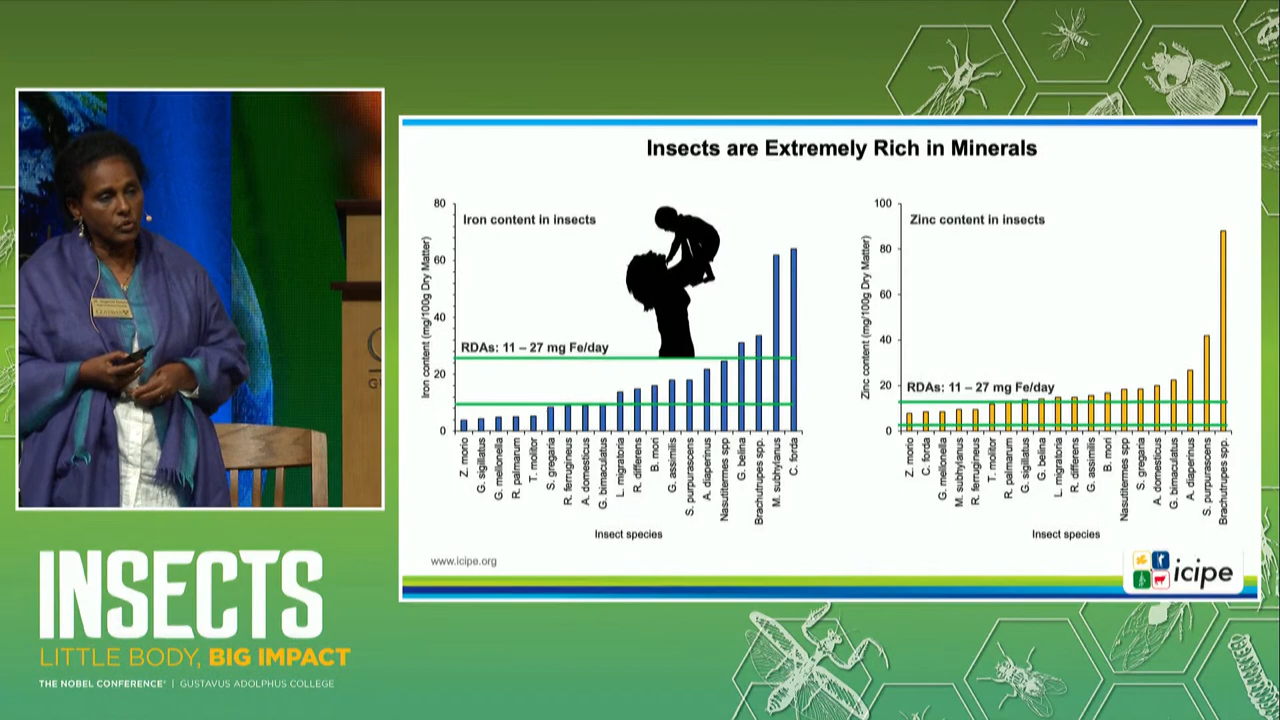 Insects are Extremely Rich in Minerals
Iron content in insects
Iron content (mg/100g Dry Matter)
80
60
40
20
0
RDAs: 11 – 27 mg Fe/day
Z. morio
G. sigillatus
G. mellonella
R. palmarum
T. molitor
S. gregaria
R. ferrugineus
A. domesticus
G. bimaculatus
L. migratoria
R. differens
B. mori
G. assimilis
S. purpurascens
A. diaperinus
Nasutitermes spp
G. belina
Brachutrupes spp.
M. subhylanus
C. forda
Insect species
Zinc content in insects
Zinc content (mg/100g Dry Matter)
100
80
60
40
20
0
RDAs: 11 – 27 mg Fe/day
Z. morio
C. forda
G. mellonella
M. subhylanus
R. ferrugineus
T. molitor
R. palmarum
G. sigillatus
G. belina
L. migratoria
R. differens
G. assimilis
B. mori
Nasutitermes spp
S. gregaria
A. domesticus
G. bimaculatus
A. diaperinus
S. purpurascens
Brachutrupes spp.
Insect species
www.icipe.org
icipe
INSECTS
LITTLE BODY, BIG IMPACT
THE NOBEL CONFERENCE® | GUSTAVUS ADOLPHUS COLLEGE